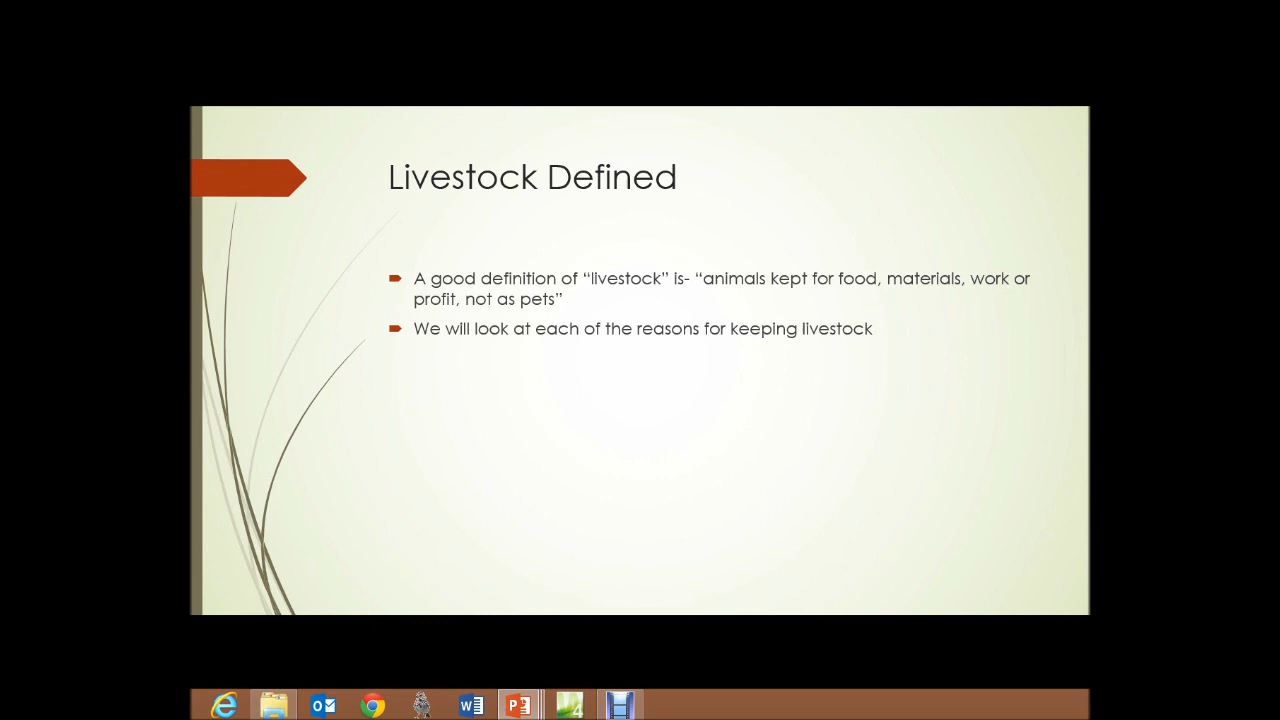 Livestock Defined
A good definition of “livestock” is- “animals kept for food, materials, work or
profit, not as pets”
We will look at each of the reasons for keeping livestock